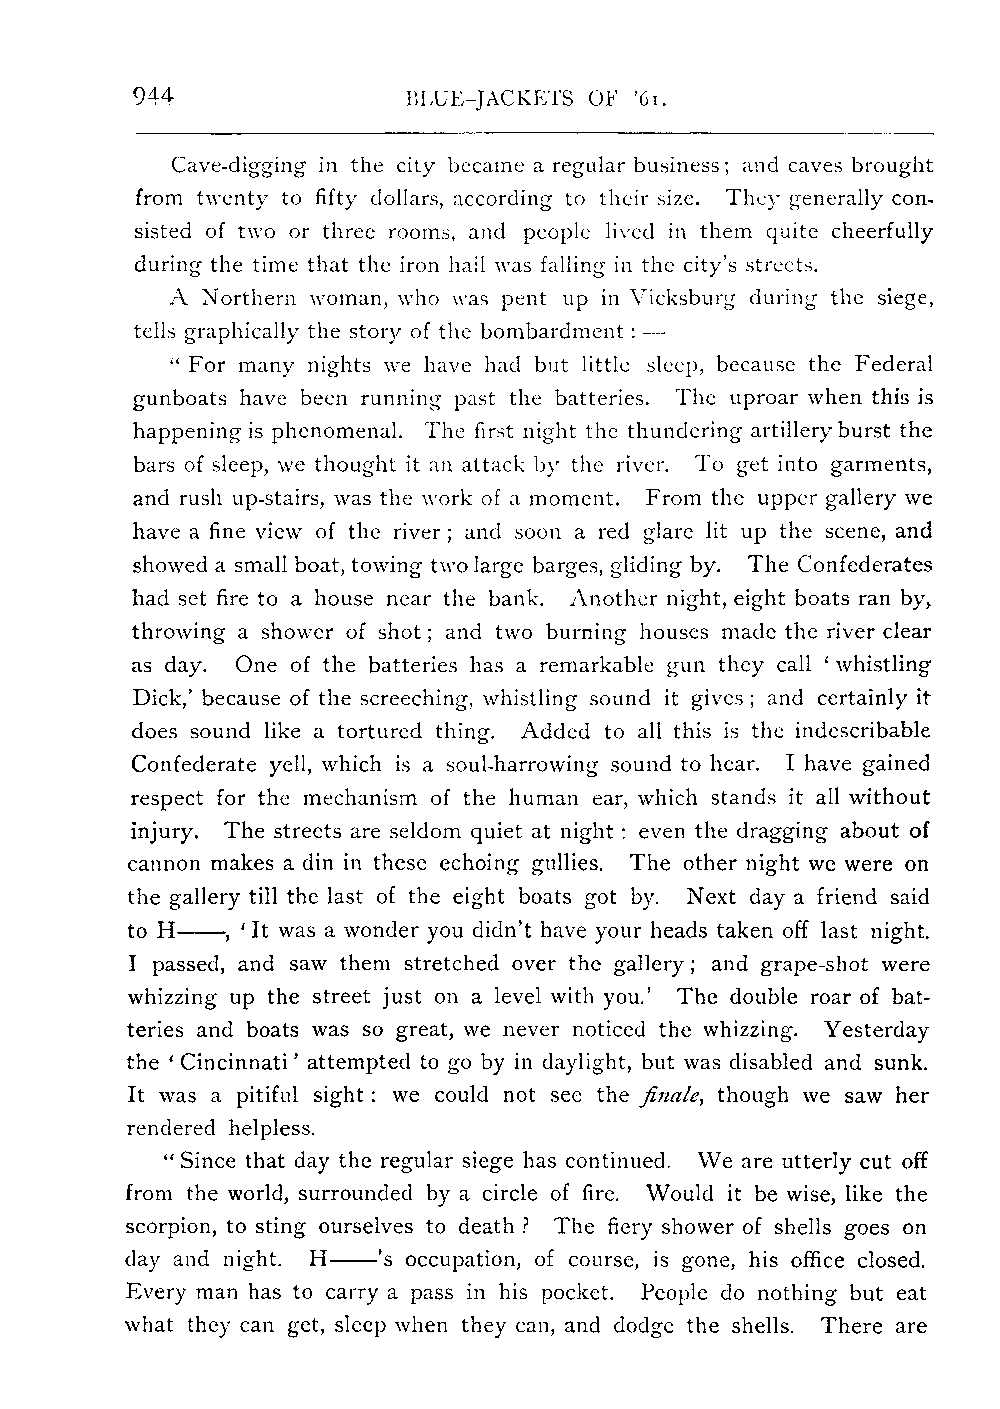 944 BLUE-JACKETS OF '61.
Cave-digging in the city became a regular business; and caves brought
from twenty to fifty dollars, according to their size. They generally con-
sisted of two or three rooms, and people lived in them quite cheerfully
during the time that the iron hail was falling in the city's streets.
A Northern woman, who was pent up in Vicksburg during the siege,
tells graphically the story of the bombardment: —
"For many nights we have had but little sleep, because the Federal
gunboats have been running past the batteries. The uproar when this is
happening is phenomenal. The first night the thundering artillery burst the
bars of sleep, we thought it an attack by the river. To get into garments,
and rush up-stairs, was the work of a moment. From the upper gallery we
have a fine view of the river; and soon a red glare lit up the scene, and
showed a small boat, towing two large barges, gliding by. The Confederates
had set fire to a house near the bank. Another night, eight boats ran by,
throwing a shower of shot; and two burning houses made the river clear
as day. One of the batteries has a remarkable gun they call 'whistling
Dick,' because of the screeching, whistling sound it gives; and certainly it
does sound like a tortured thing. Added to all this is the indescribable
Confederate yell, which is a soul-harrowing sound to hear. I have gained
respect for the mechanism of the human ear, which stands it all without
injury. The streets are seldom quiet at night: even the dragging about of
cannon makes a din in these echoing gullies. The other night we were on
the gallery till the last of the eight boats got by. Next day a friend said
to H——, 'It was a wonder you didn't have your heads taken off last night.
I passed, and saw them stretched over the gallery; and grape-shot were
whizzing up the street just on a level with you.' The double roar of bat-
teries and boats was so great, we never noticed the whizzing. Yesterday
the 'Cincinnati' attempted to go by in daylight, but was disabled and sunk.
It was a pitiful sight: we could not see the finale, though we saw her
rendered helpless.
"Since that day the regular siege has continued. We are utterly cut off
from the world, surrounded by a circle of fire. Would it be wise, like the
scorpion, to sting ourselves to death? The fiery shower of shells goes on
day and night. H——'s occupation, of course, is gone, his office closed.
Every man has to carry a pass in his pocket. People do nothing but eat
what they can get, sleep when they can, and dodge the shells. There are